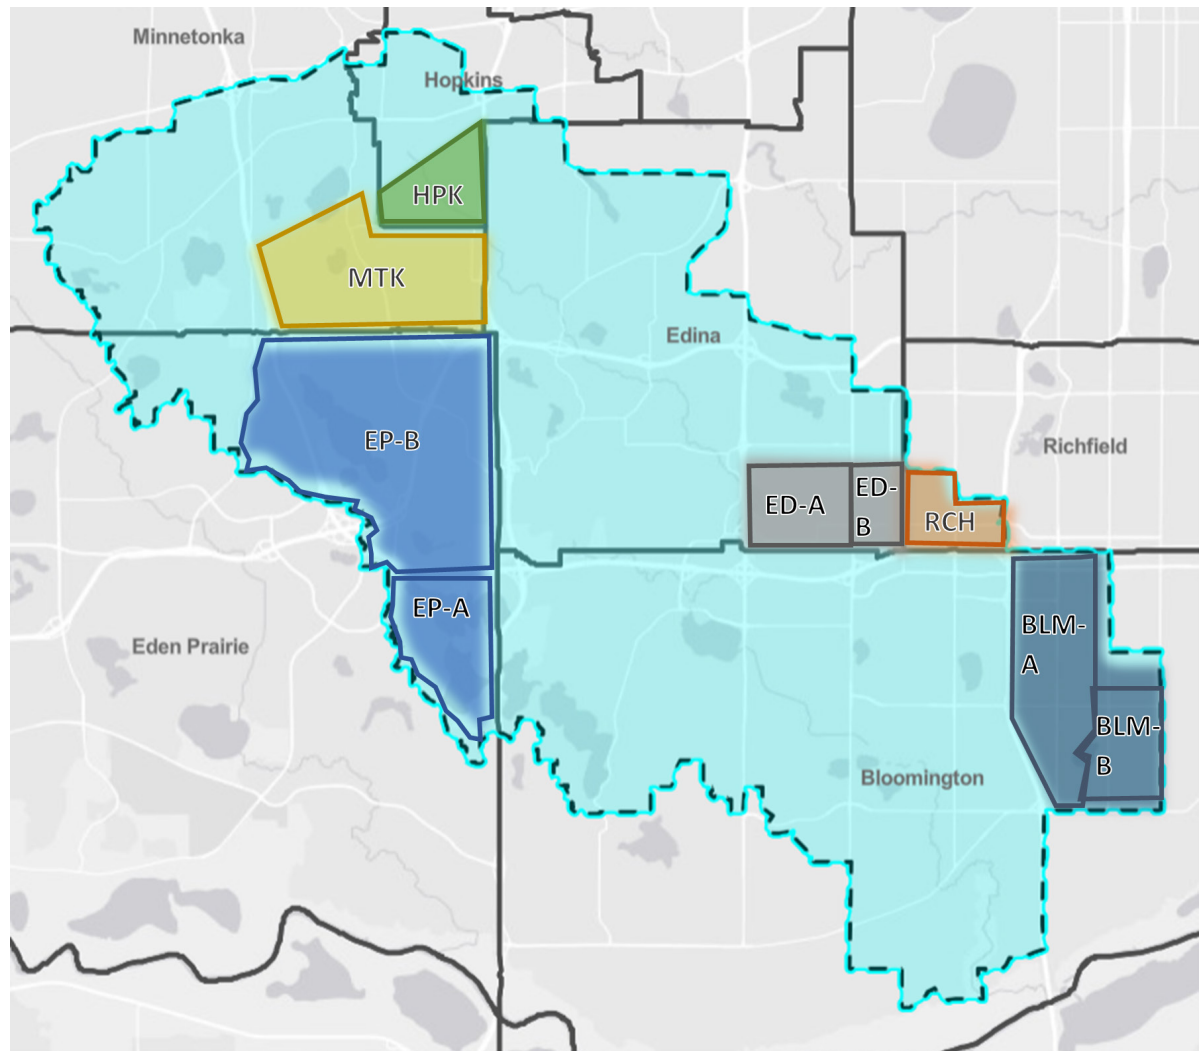 Minnetonka
Hopkins
HPK
MTK
Edina
EP-B
Richfield
ED-A
ED-
B
RCH
EP-A
Eden Prairie
BLM-
A
BLM-
B
Bloomington